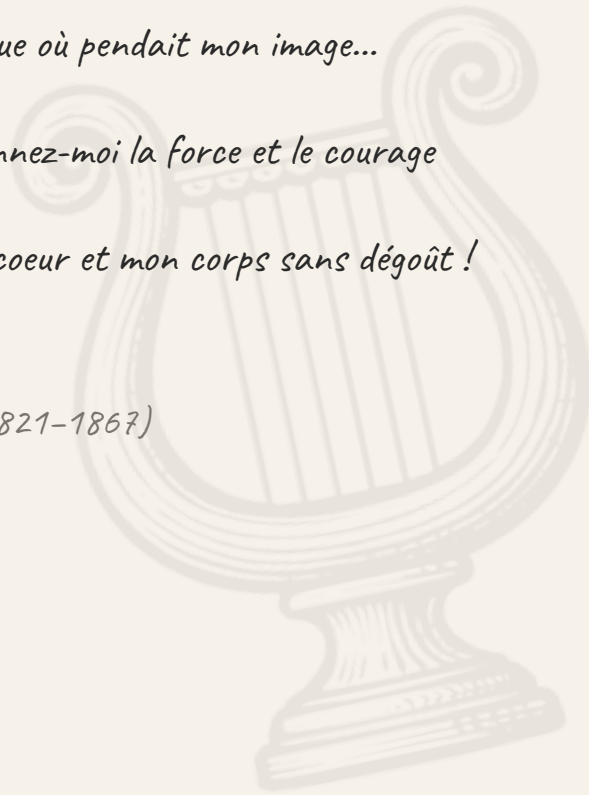 ue où pendait mon image...
nnez-moi la force et le courage
coeur et mon corps sans dégoût !
821–1867)